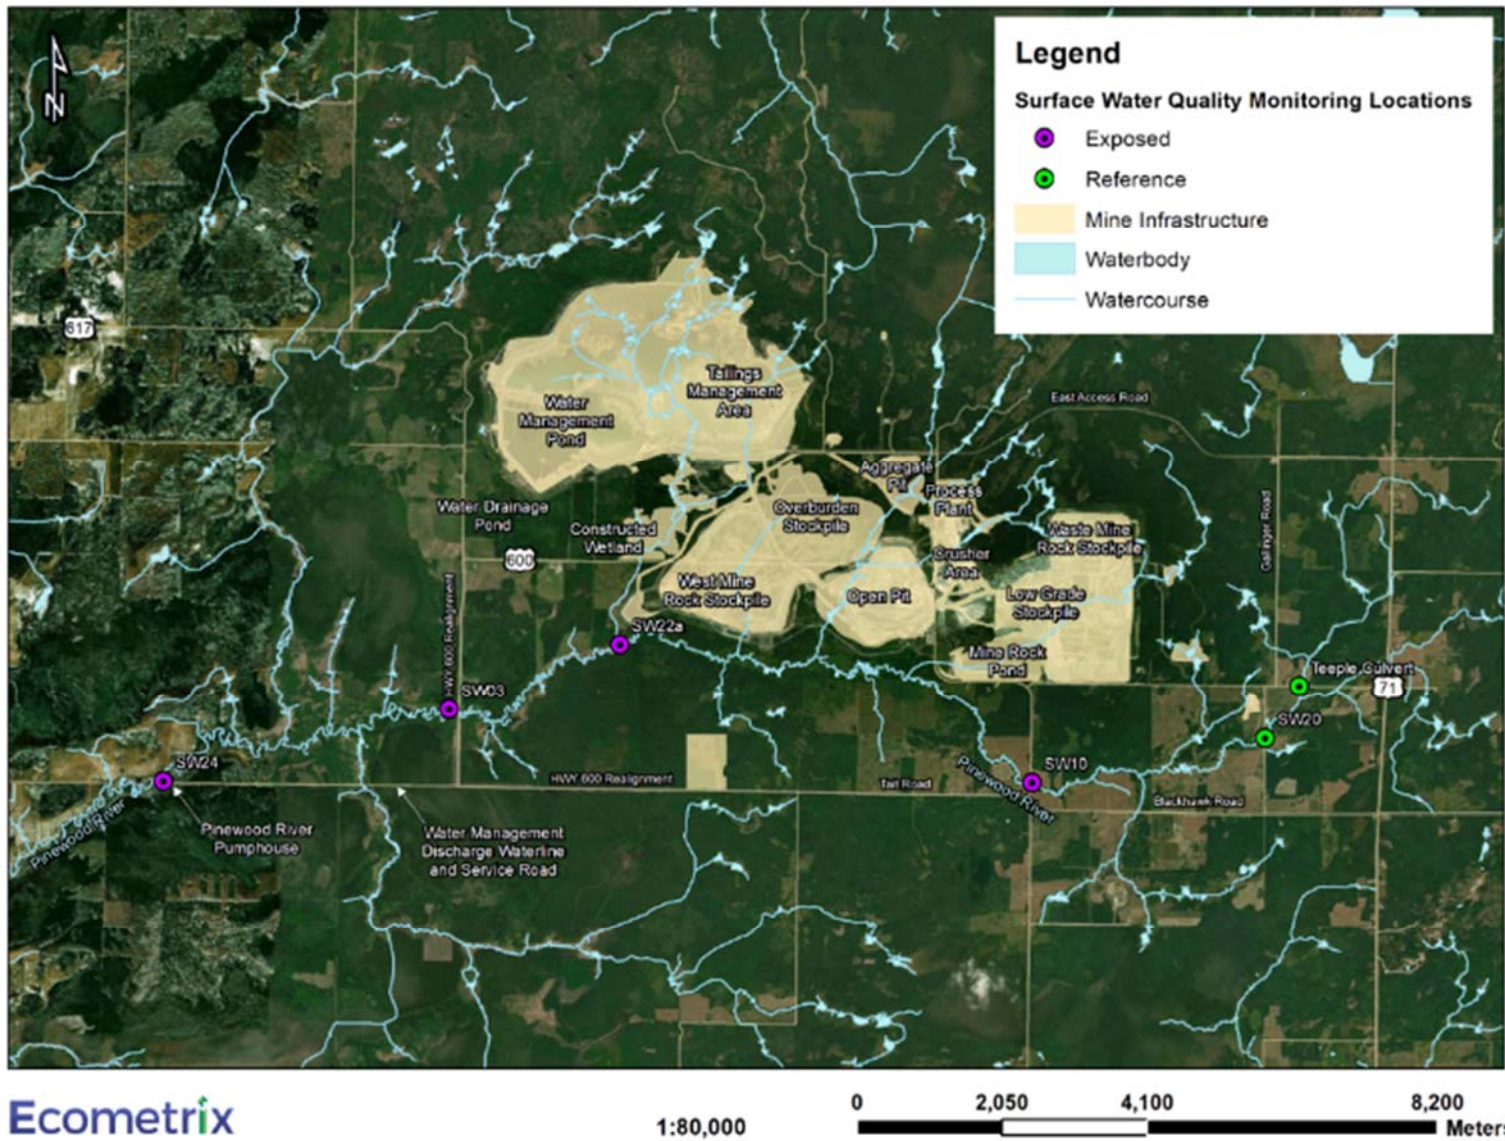 N
Legend
Surface Water Quality Monitoring Locations
Exposed
Reference
Mine Infrastructure
Waterbody
Watercourse
617
East Access Road
Tailings
Management
Area
Water
Management
Pond
Aggregate
Pit
Process
Plant
Water Drainage
Pond
Overburden
Stockpile
Constructed
Wetland
Waste Mine
Rock Stockpile
Gallinger Road
600
Crusher
Area
West Mine
Rock Stockpile
Open Pit
Low Grade
Stockpile
HWY 600 Realignment
SW22a
Mine Rock
Pond
Teeple Culvert
71
SW03
SW20
SW24
SW10
HWY 600 Realignment
Tait Road
Pinewood River
Blackhawk Road
Pinewood River
Pinewood River
Pumphouse
Water Management
Discharge Waterline
and Service Road
Ecometrix
1:80,000
0 2,050 4,100 8,200
Meters